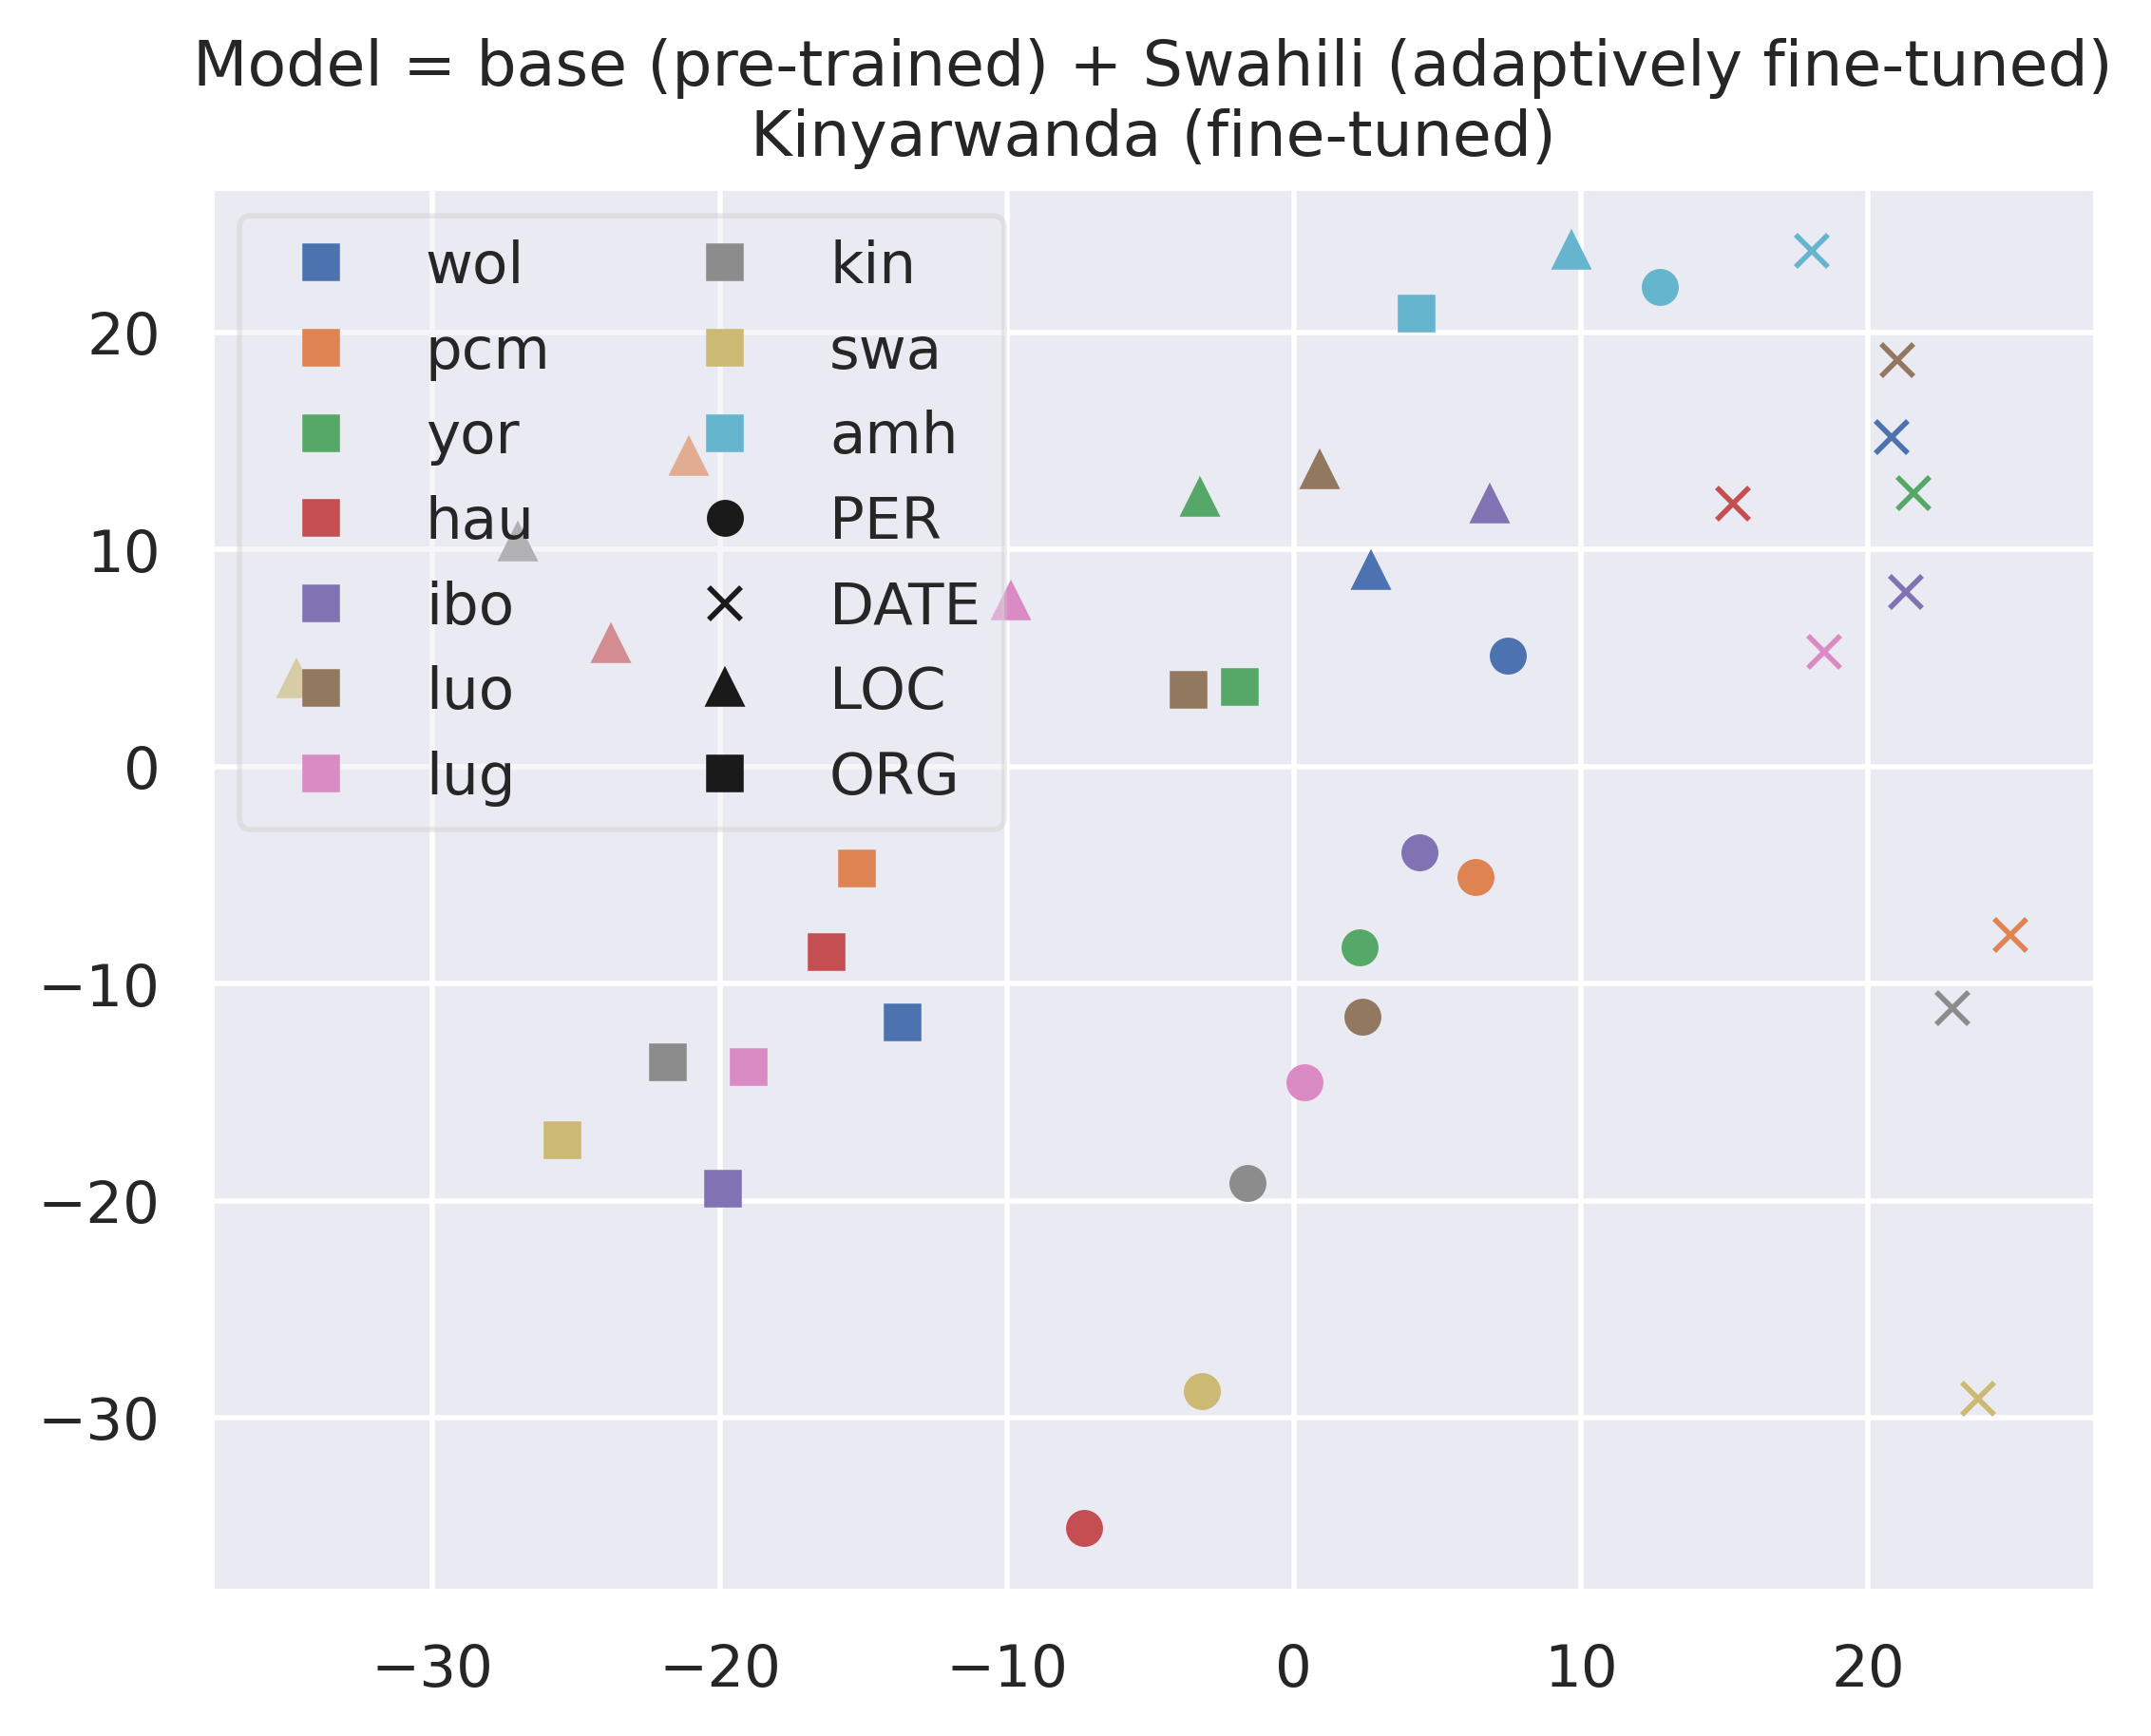 Model = base (pre-trained) + Swahili (adaptively fine-tuned)
Kinyarwanda (fine-tuned)
wol
pcm
yor
hau
ibo
luo
lug
kin
swa
amh
PER
DATE
LOC
ORG
20
10
0
−10
−20
−30
−30
−20
−10
0
10
20